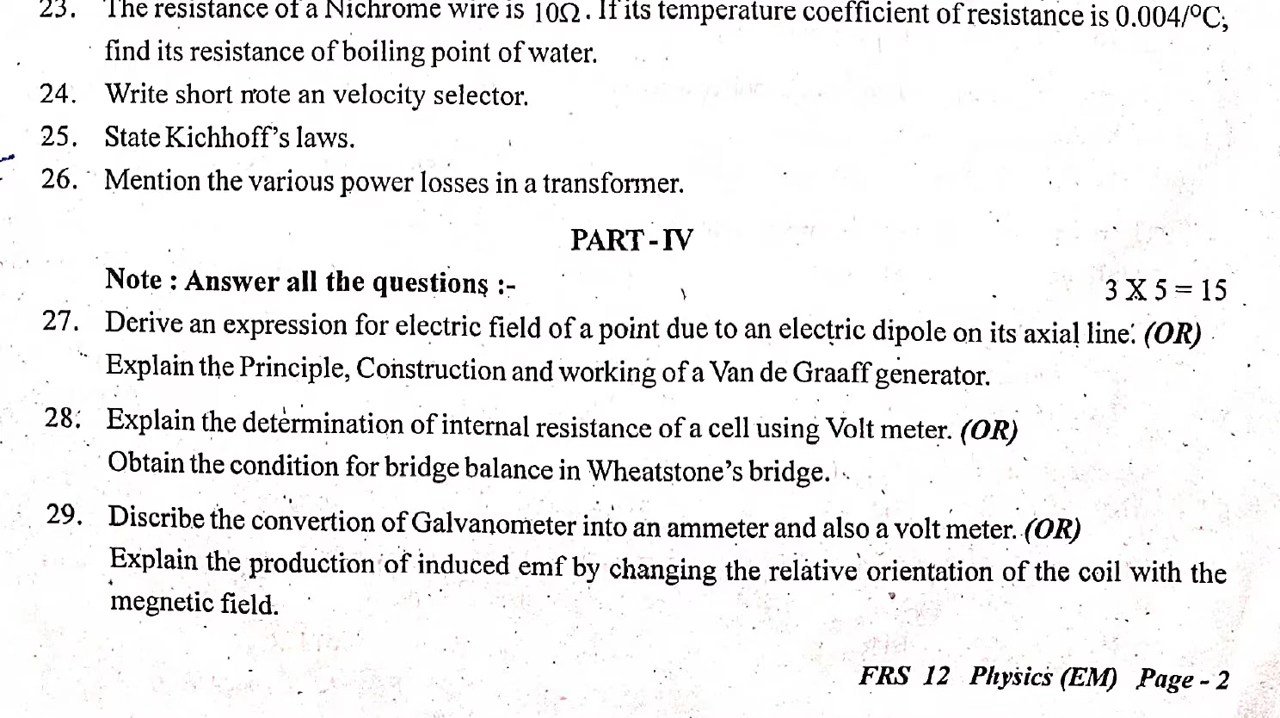 23. The resistance of a Nichrome wire is 10Ω. If its temperature coefficient of resistance is 0.004/°C,
find its resistance of boiling point of water.
24. Write short note an velocity selector.
25. State Kichhoff's laws.
26. Mention the various power losses in a transformer.
PART - IV
Note : Answer all the questions :- 3 X 5 = 15
27. Derive an expression for electric field of a point due to an electric dipole on its axial line. (OR)
Explain the Principle, Construction and working of a Van de Graaff generator.
28. Explain the determination of internal resistance of a cell using Volt meter. (OR)
Obtain the condition for bridge balance in Wheatstone's bridge.
29. Discribe the convertion of Galvanometer into an ammeter and also a volt meter. (OR)
Explain the production of induced emf by changing the relative orientation of the coil with the
megnetic field.
FRS 12 Physics (EM) Page - 2